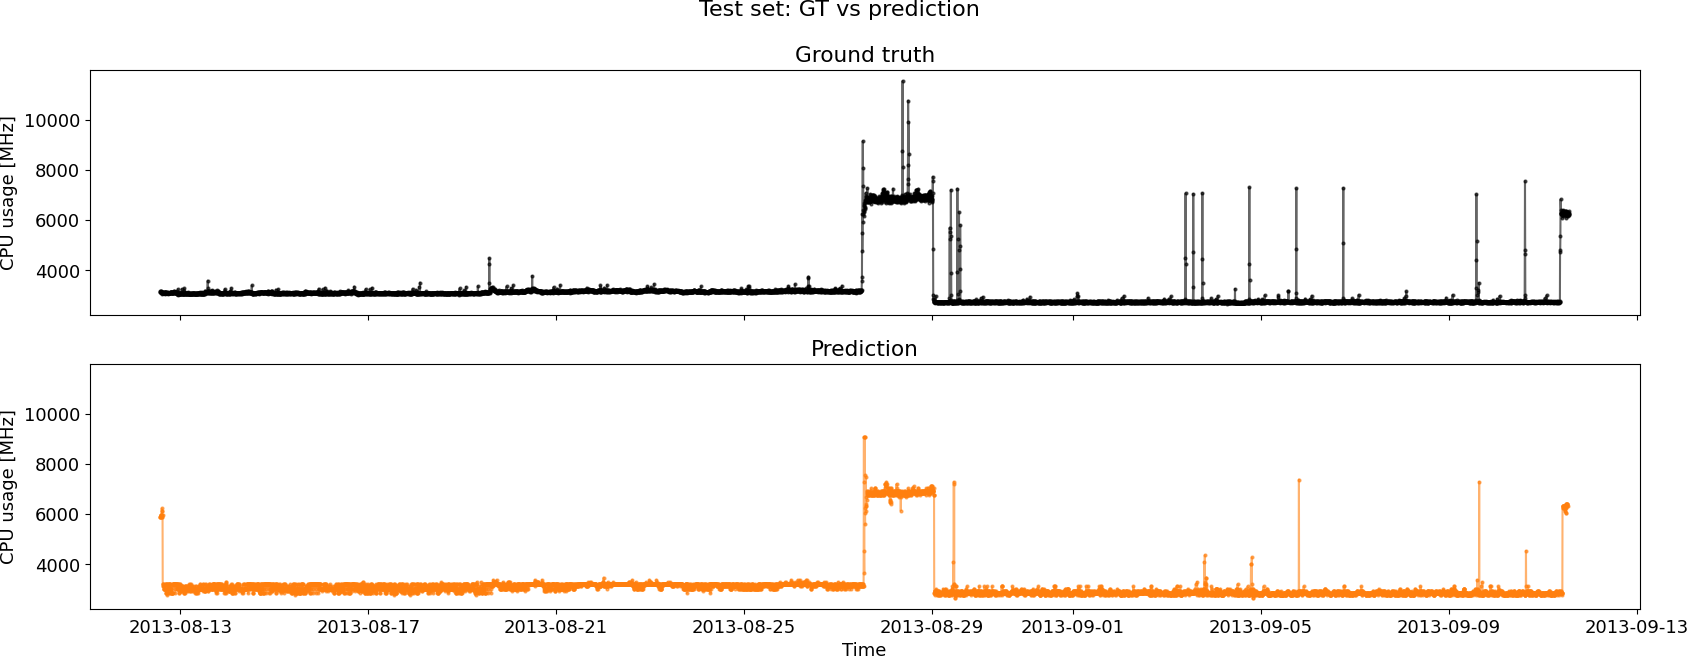 Test set: GT vs prediction
Ground truth
CPU usage [MHz]
10000
8000
6000
4000
Prediction
CPU usage [MHz]
10000
8000
6000
4000
2013-08-13 2013-08-17 2013-08-21 2013-08-25 2013-08-29 2013-09-01 2013-09-05 2013-09-09 2013-09-13
Time